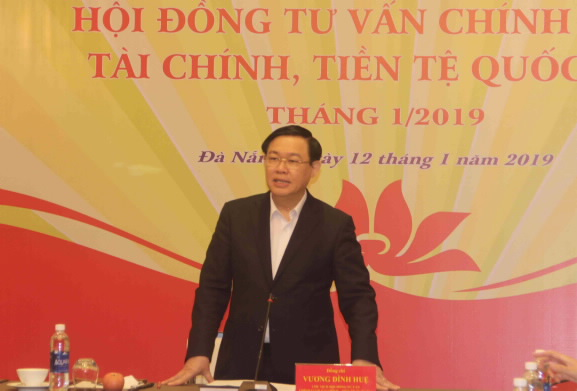 HỘI ĐỒNG TƯ VẤN CHÍNH
TÀI CHÍNH, TIỀN TỆ QUỐC
THÁNG 1/2019
Đà Nẵ ày 12 tháng 1 năm 2019
Đồng chí
VƯƠNG ĐÌNH HUỆ